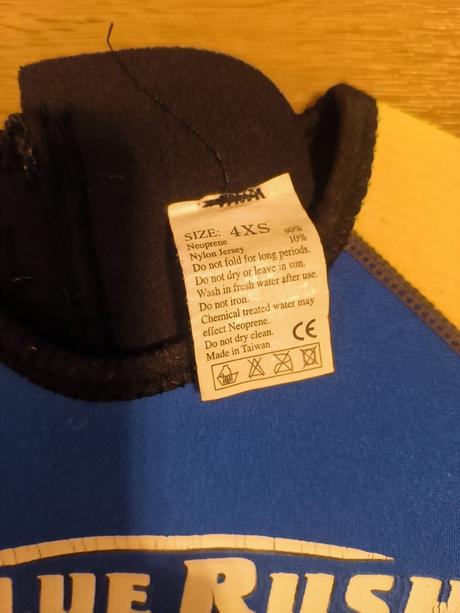 SIZE: 4XS
Neoprene 90%
Nylon Jersey 10%
Do not fold for long periods.
Do not dry or leave in sun.
Wash in fresh water after use.
Do not iron.
Chemical treated water may
effect Neoprene.
Do not dry clean.
Made in Taiwan
CE
LUE RUSH